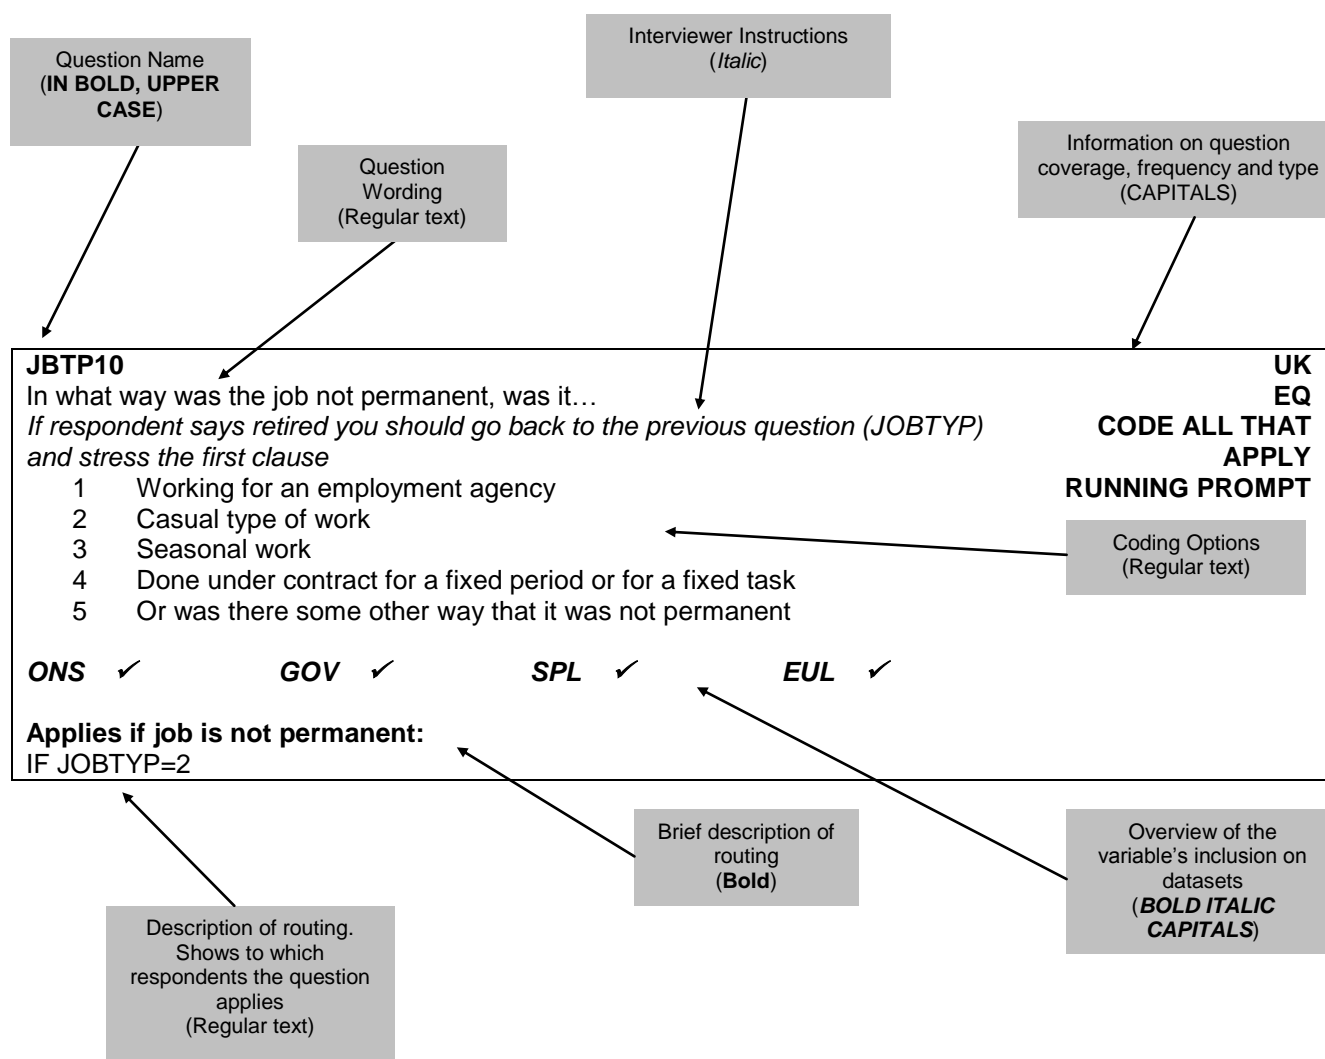 Interviewer Instructions
(Italic)
Question Name
(IN BOLD, UPPER
CASE)
Information on question
coverage, frequency and type
(CAPITALS)
Question
Wording
(Regular text)
JBTP10 UK
In what way was the job not permanent, was it… EQ
If respondent says retired you should go back to the previous question (JOBTYP) CODE ALL THAT
and stress the first clause APPLY
1 Working for an employment agency RUNNING PROMPT
2 Casual type of work
3 Seasonal work
4 Done under contract for a fixed period or for a fixed task
5 Or was there some other way that it was not permanent
Coding Options
(Regular text)
ONS ✓ GOV ✓ SPL ✓ EUL ✓
Applies if job is not permanent:
IF JOBTYP=2
Brief description of
routing
(Bold)
Overview of the
variable’s inclusion on
datasets
(BOLD ITALIC
CAPITALS)
Description of routing.
Shows to which
respondents the question
applies
(Regular text)